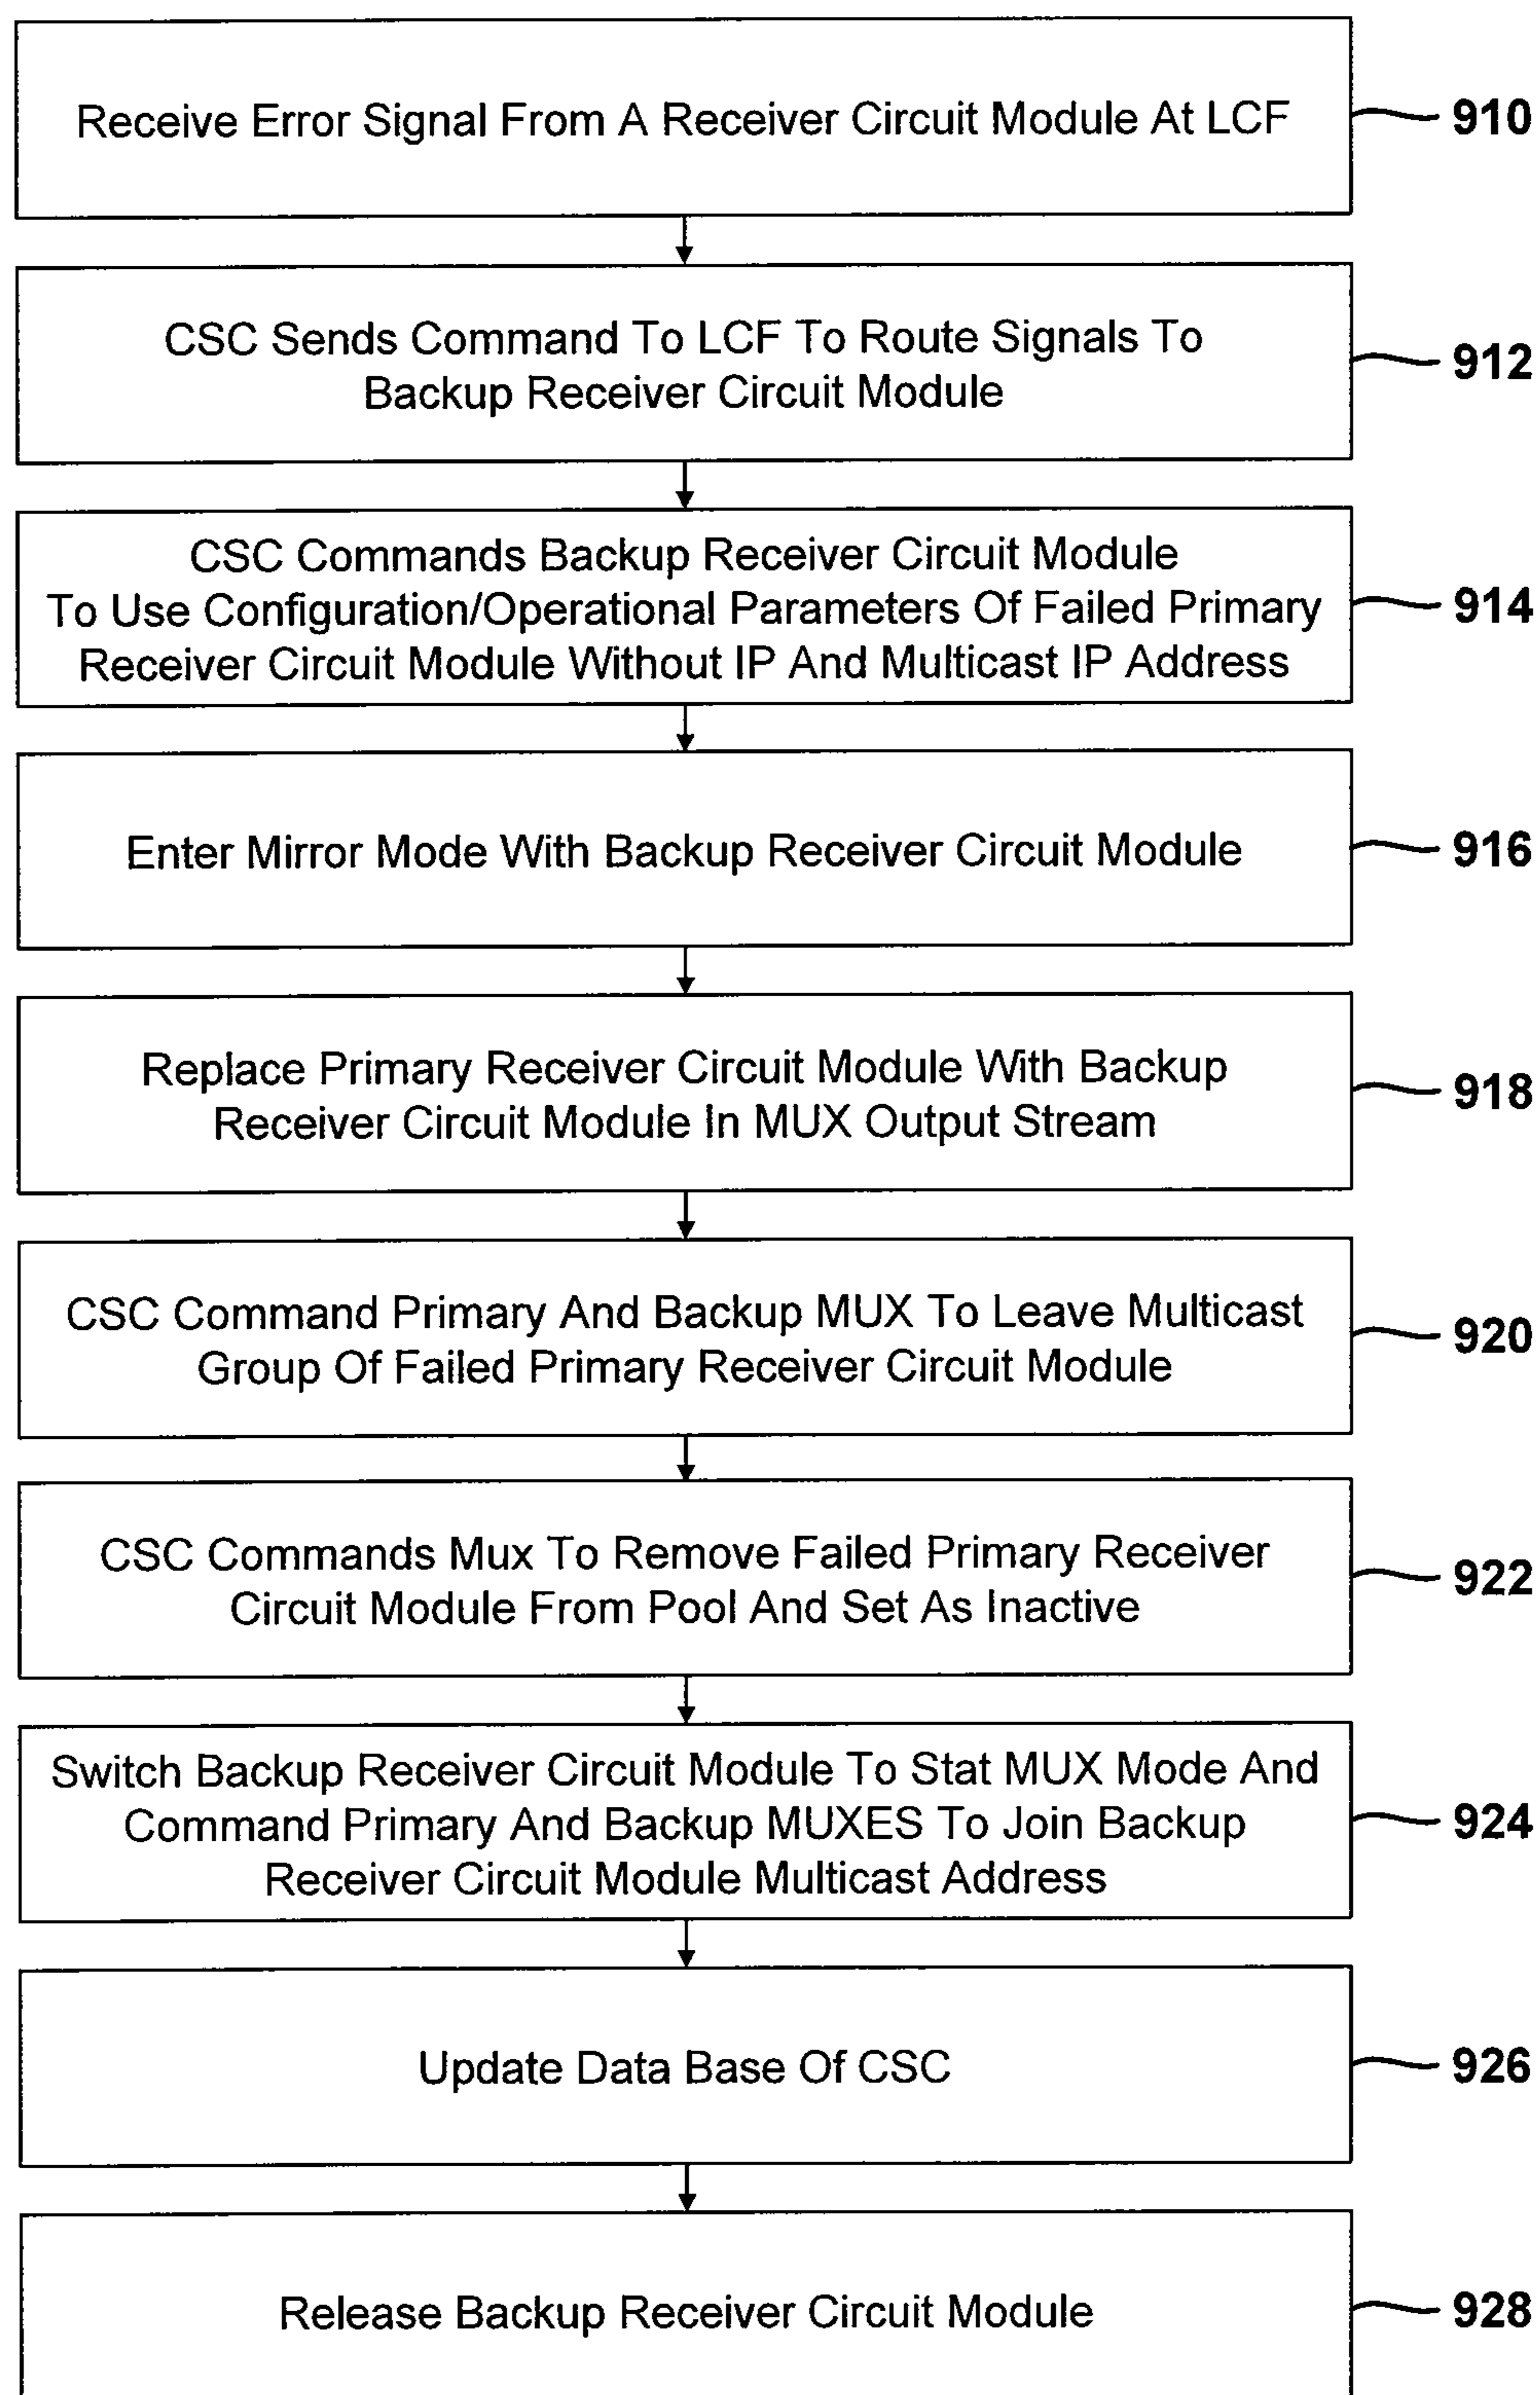 Receive Error Signal From A Receiver Circuit Module At LCF
910
CSC Sends Command To LCF To Route Signals To
Backup Receiver Circuit Module
912
CSC Commands Backup Receiver Circuit Module
To Use Configuration/Operational Parameters Of Failed Primary
Receiver Circuit Module Without IP And Multicast IP Address
914
Enter Mirror Mode With Backup Receiver Circuit Module
916
Replace Primary Receiver Circuit Module With Backup
Receiver Circuit Module In MUX Output Stream
918
CSC Command Primary And Backup MUX To Leave Multicast
Group Of Failed Primary Receiver Circuit Module
920
CSC Commands Mux To Remove Failed Primary Receiver
Circuit Module From Pool And Set As Inactive
922
Switch Backup Receiver Circuit Module To Stat MUX Mode And
Command Primary And Backup MUXES To Join Backup
Receiver Circuit Module Multicast Address
924
Update Data Base Of CSC
926
Release Backup Receiver Circuit Module
928